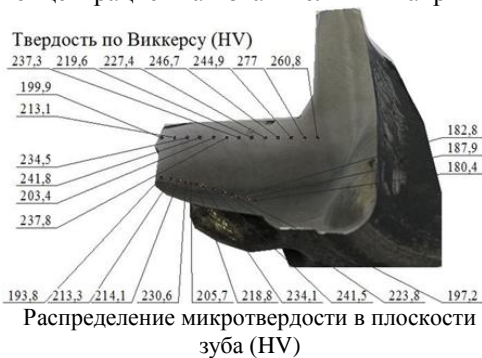 Твердость по Виккерсу (HV)
237,3 219,6 227,4 246,7 244,9 277 260,8
199,9
213,1
182,8
187,9
180,4
234,5
241,8
203,4
237,8
193,8 213,3 214,1 230,6 205,7 218,8 234,1 241,5 223,8 197,2
Распределение микротвердости в плоскости
зуба (HV)